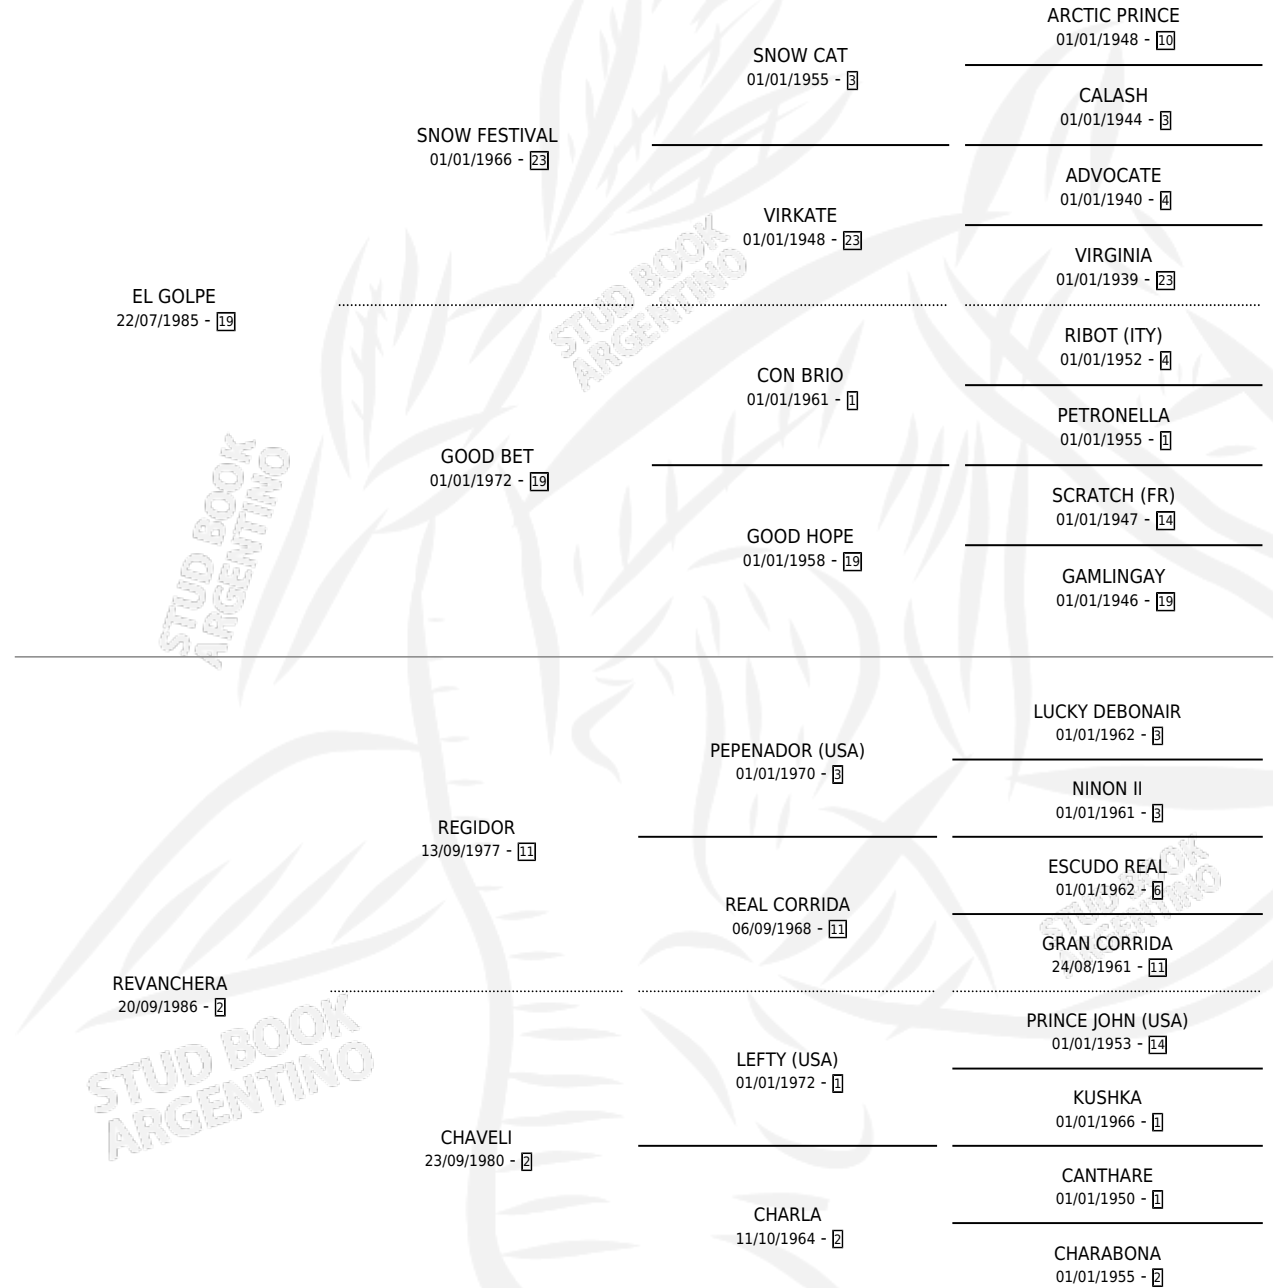 ARCTIC PRINCE
01/01/1948 - 10
SNOW CAT
01/01/1955 - 3
CALASH
01/01/1944 - 3
SNOW FESTIVAL
01/01/1966 - 23
ADVOCATE
01/01/1940 - 4
VIRKATE
01/01/1948 - 23
VIRGINIA
01/01/1939 - 23
EL GOLPE
22/07/1985 - 19
STUD BOOK
ARGENTINO
RIBOT (ITY)
01/01/1952 - 4
CON BRIO
01/01/1961 - 1
PETRONELLA
01/01/1955 - 1
GOOD BET
01/01/1972 - 19
SCRATCH (FR)
01/01/1947 - 14
GOOD HOPE
01/01/1958 - 19
GAMLINGAY
01/01/1946 - 19
STUD BOOK
ARGENTINO
LUCKY DEBONAIR
01/01/1962 - 3
PEPENADOR (USA)
01/01/1970 - 3
NINON II
01/01/1961 - 3
REGIDOR
13/09/1977 - 11
ESCUDO REAL
01/01/1962 - 6
REAL CORRIDA
06/09/1968 - 11
STUD BOOK
ARGENTINO
GRAN CORRIDA
24/08/1961 - 11
REVANCHERA
20/09/1986 - 2
PRINCE JOHN (USA)
01/01/1953 - 14
LEFTY (USA)
01/01/1972 - 1
KUSHKA
01/01/1966 - 1
STUD BOOK
ARGENTINO
CHAVELI
23/09/1980 - 2
CANTHARE
01/01/1950 - 1
CHARLA
11/10/1964 - 2
CHARABONA
01/01/1955 - 2